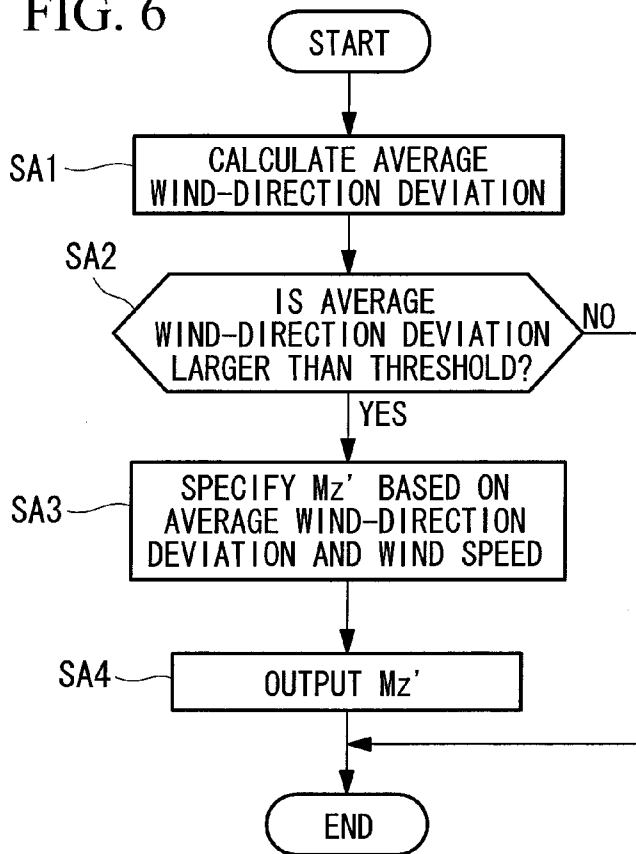 FIG. 6
START
SA1
CALCULATE AVERAGE
WIND-DIRECTION DEVIATION
SA2
IS AVERAGE
WIND-DIRECTION DEVIATION
LARGER THAN THRESHOLD?
NO
YES
SA3
SPECIFY Mz' BASED ON
AVERAGE WIND-DIRECTION
DEVIATION AND WIND SPEED
SA4
OUTPUT Mz'
END